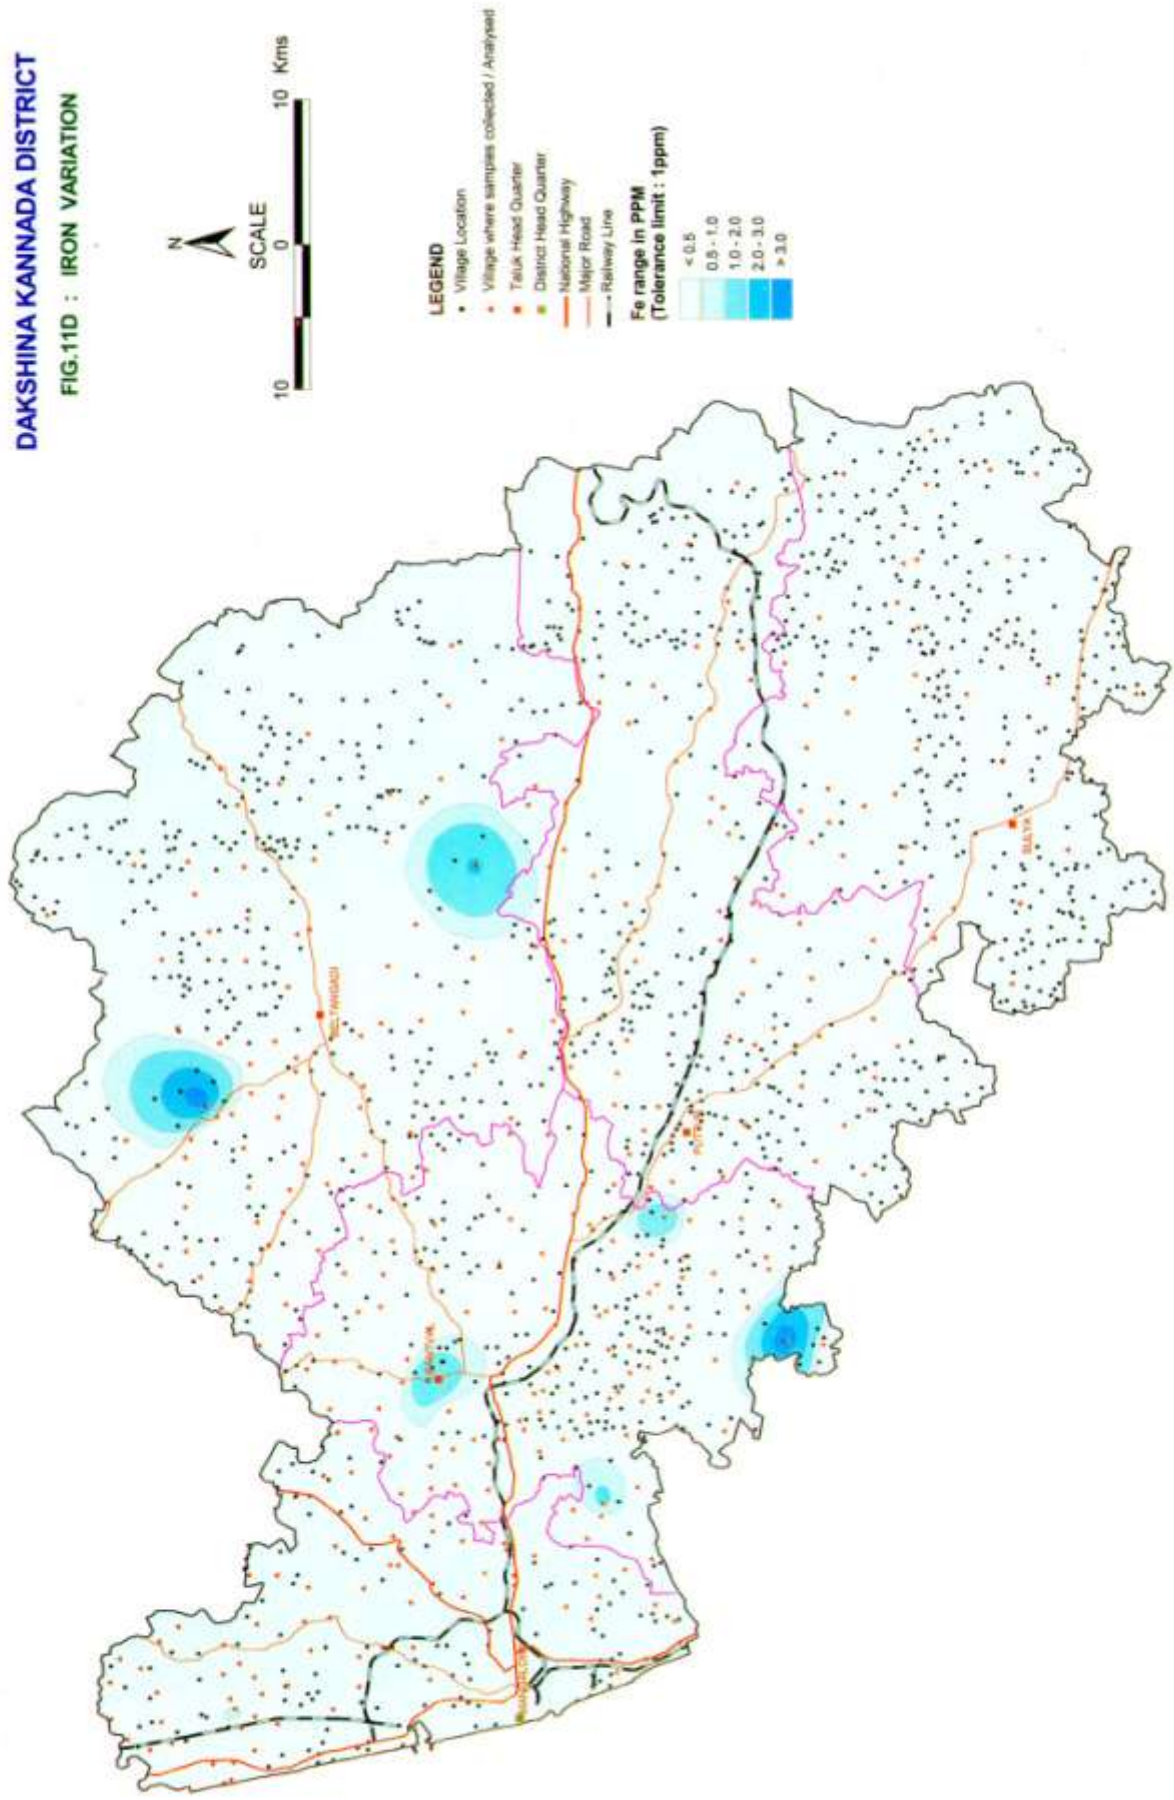 DAKSHINA KANNADA DISTRICT
FIG.11D : IRON VARIATION
N
SCALE
10 0 10 Kms
LEGEND
Village Location
Village where samples collected / Analysed
Taluk Head Quarter
District Head Quarter
National Highway
Major Road
Railway Line
Fe range in PPM
(Tolerance limit : 1ppm)
< 0.5
0.5 - 1.0
1.0 - 2.0
2.0 - 3.0
> 3.0
BELTANGADI
SULYA